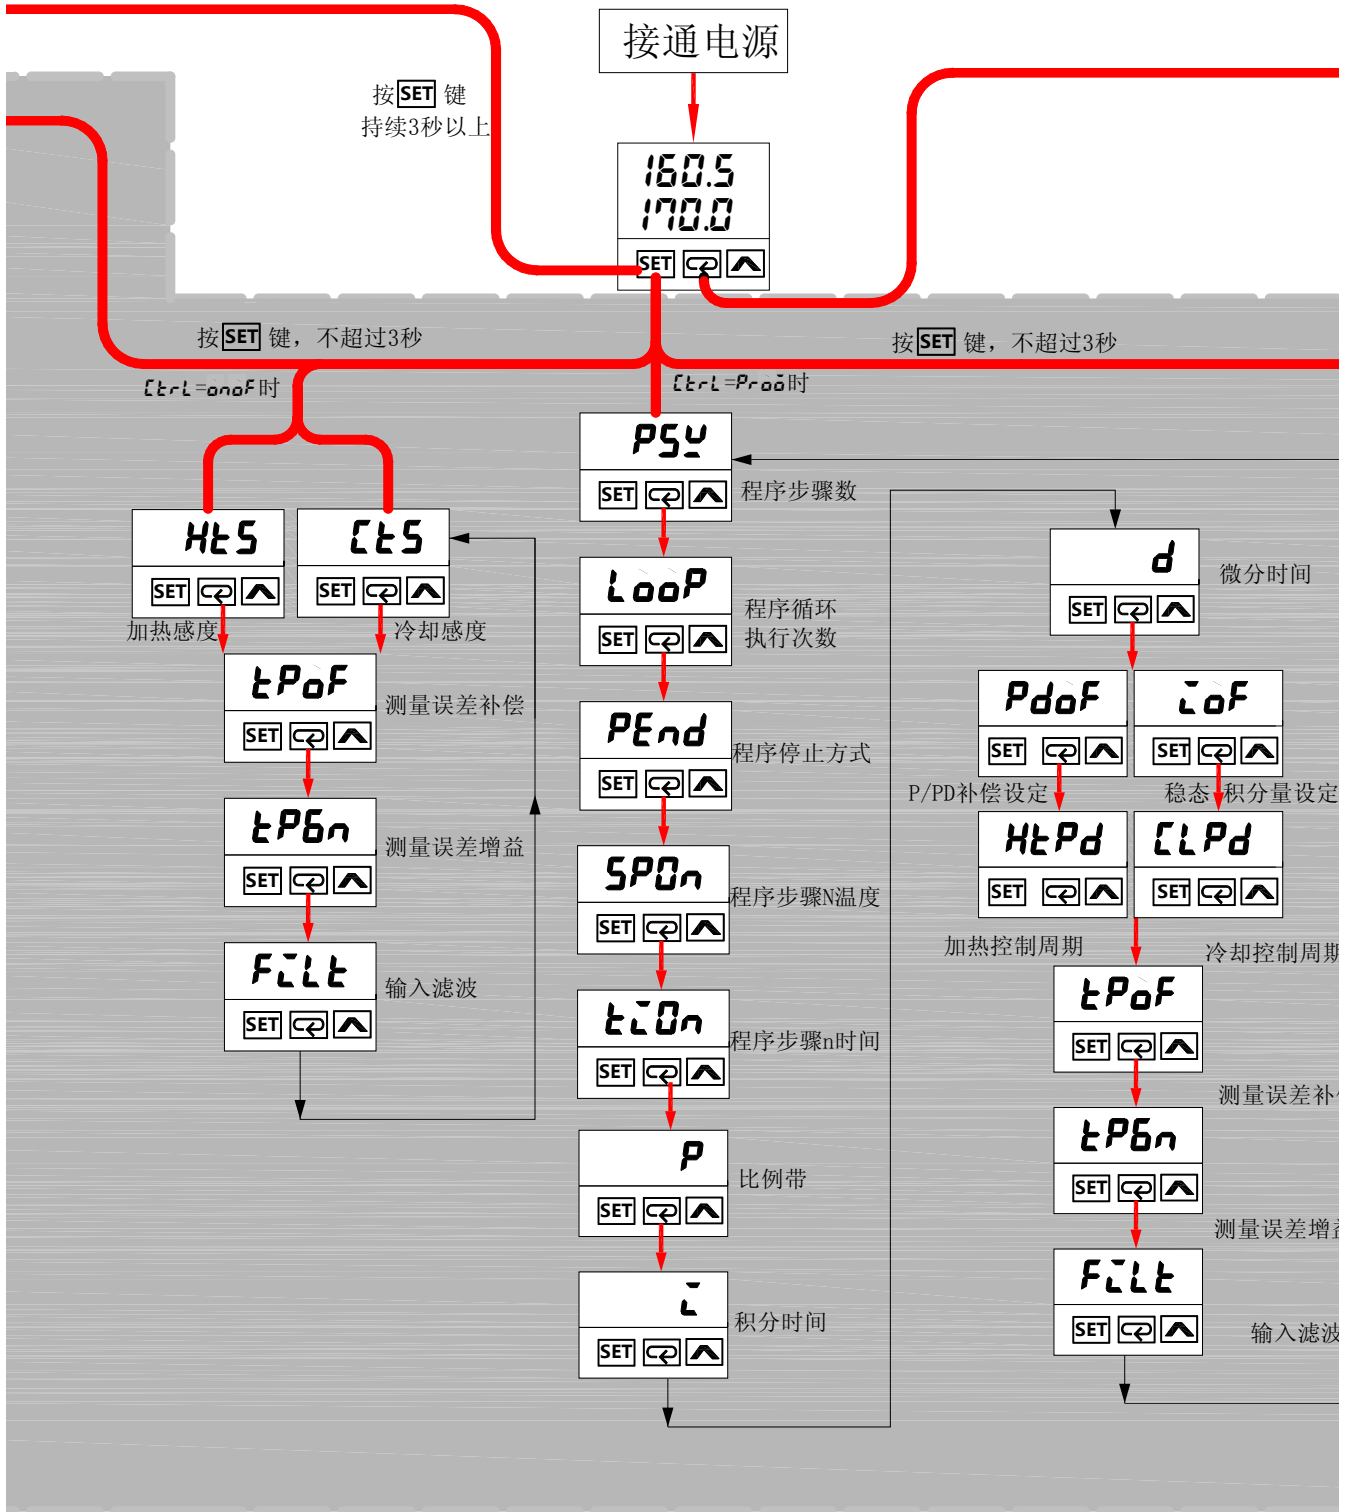 接通电源
按SET 键
持续3秒以上
160.5
170.0
SET
按SET 键，不超过3秒
按SET 键，不超过3秒
CtrL=onoF时
CtrL=Proð时
HtS
SET
加热感度
CtS
SET
冷却感度
tPoF
SET
测量误差补偿
tPGn
SET
测量误差增益
FiLt
SET
输入滤波
PSV
SET
程序步骤数
LooP
SET
程序循环
执行次数
PEnd
SET
程序停止方式
SP0n
SET
程序步骤N温度
ti0n
SET
程序步骤n时间
P
SET
比例带
i
SET
积分时间
d
SET
微分时间
PdoF
SET
P/PD补偿设定
ioF
SET
稳态 积分量设定
HtPd
SET
加热控制周期
CLPd
SET
冷却控制周期
tPoF
SET
测量误差补
tPGn
SET
测量误差增益
FiLt
SET
输入滤波